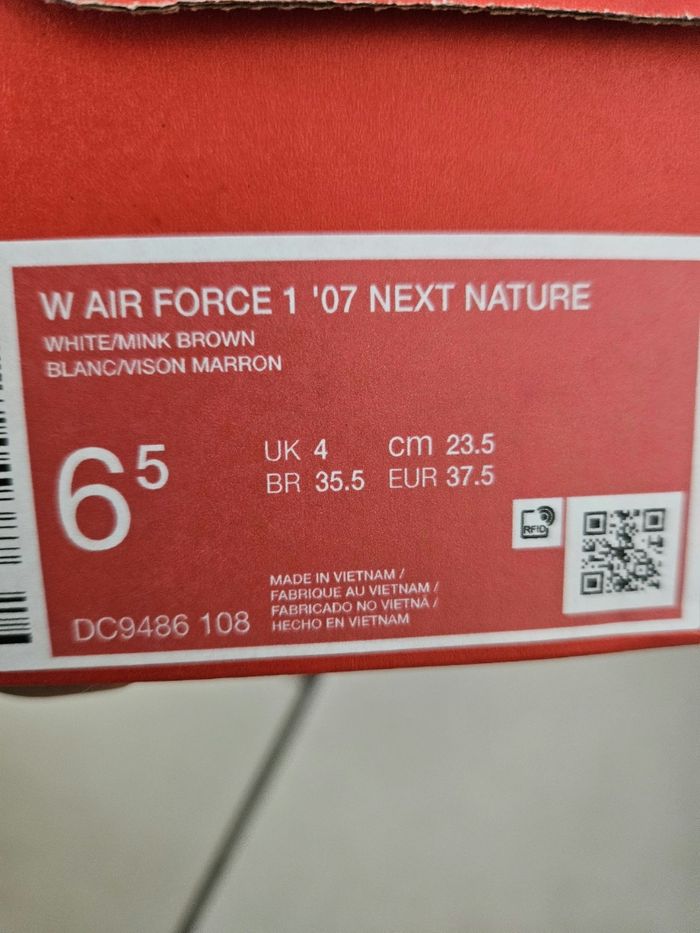 W AIR FORCE 1 '07 NEXT NATURE
WHITE/MINK BROWN
BLANC/VISON MARRON
6⁵
UK 4 cm 23.5
BR 35.5 EUR 37.5
RFID
MADE IN VIETNAM /
FABRIQUE AU VIETNAM /
FABRICADO NO VIETNÃ /
HECHO EN VIETNAM
DC9486 108